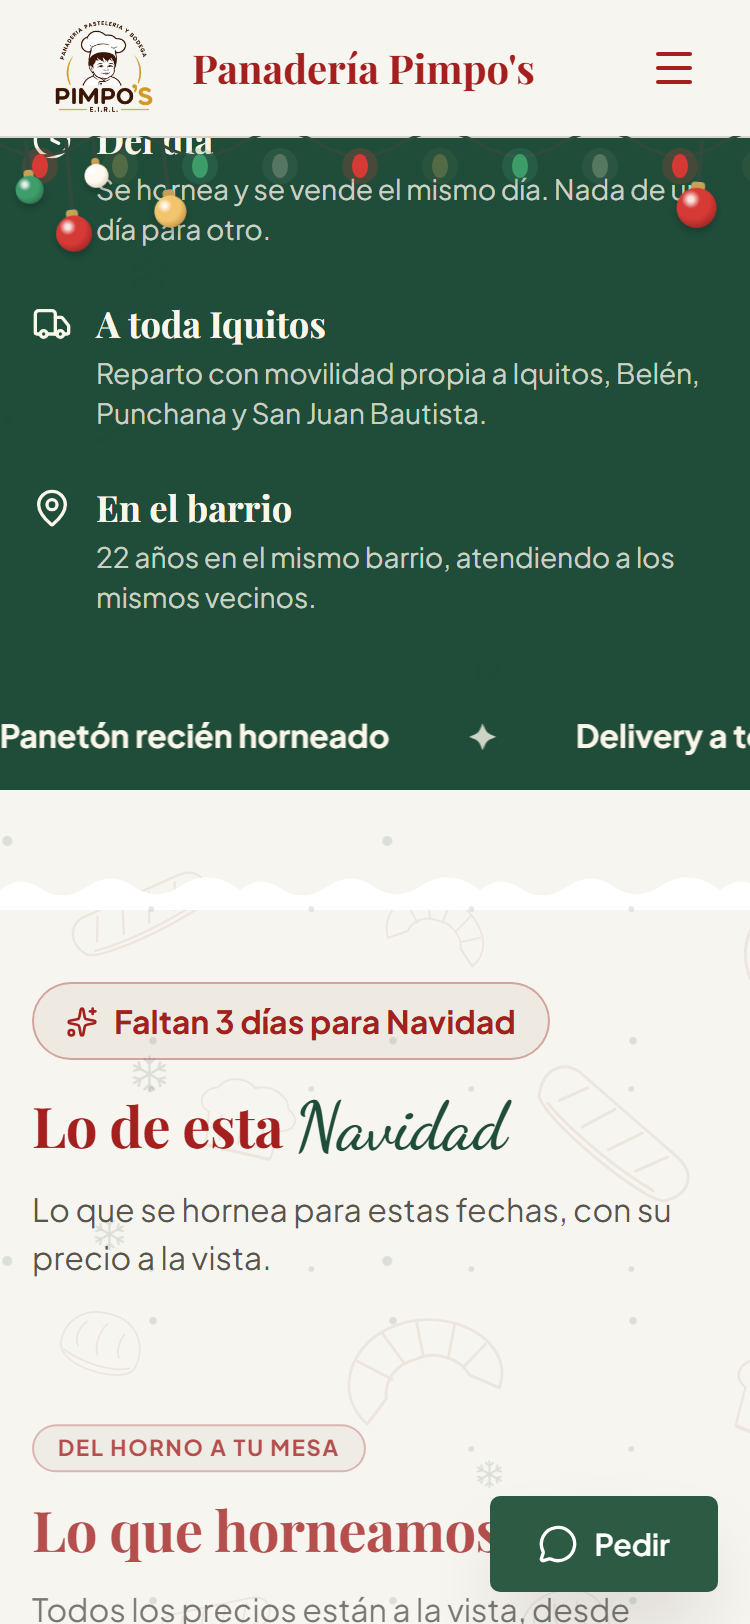 PANADERÍA PASTELERÍA Y BODEGA
PIMPO'S
E.I.R.L.
Panadería Pimpo's
Del día
Se hornea y se vende el mismo día. Nada de un
día para otro.
A toda Iquitos
Reparto con movilidad propia a Iquitos, Belén,
Punchana y San Juan Bautista.
En el barrio
22 años en el mismo barrio, atendiendo a los
mismos vecinos.
Panetón recién horneado ✦ Delivery a to
Faltan 3 días para Navidad
Lo de esta Navidad
Lo que se hornea para estas fechas, con su
precio a la vista.
DEL HORNO A TU MESA
Lo que horneamos
Pedir
Todos los precios están a la vista, desde